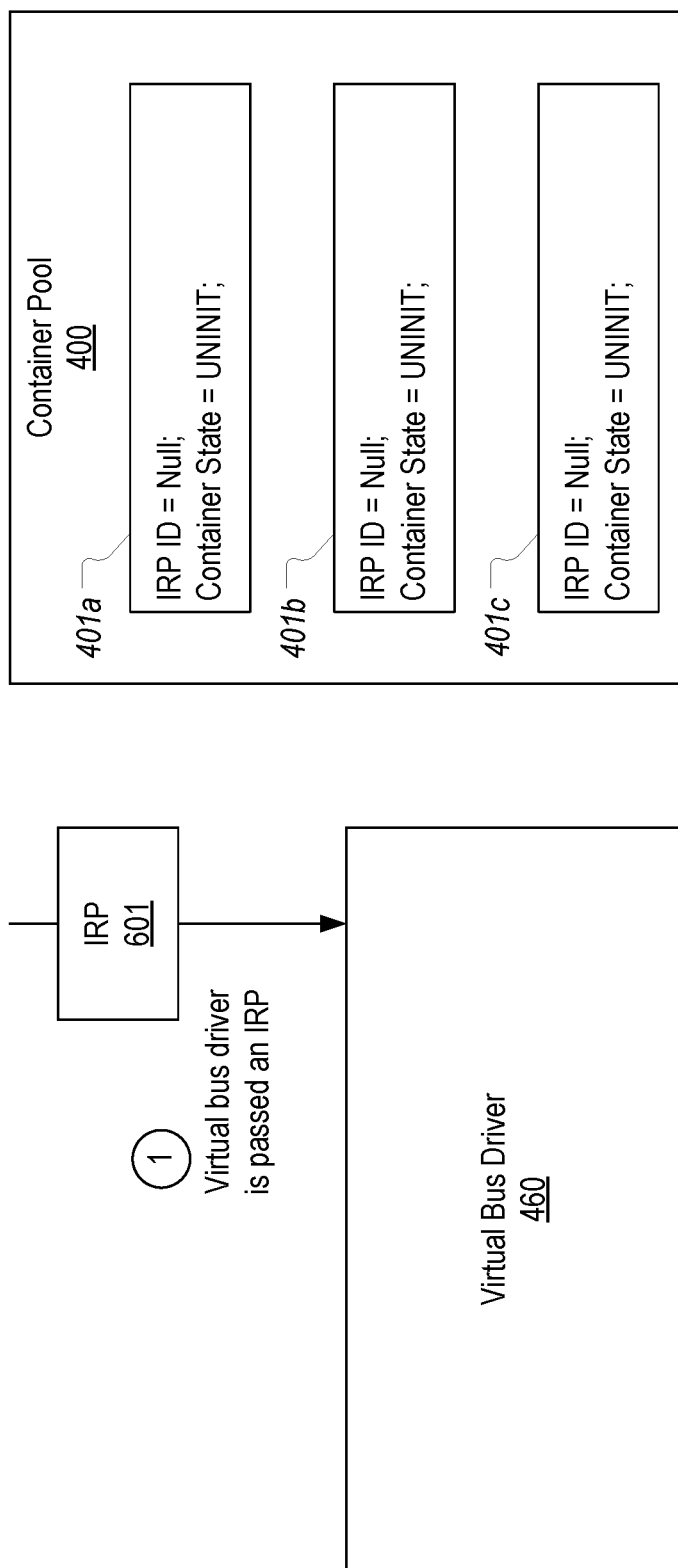 IRP
601
1
Virtual bus driver
is passed an IRP
Virtual Bus Driver
460
Container Pool
400
401a
IRP ID = Null;
Container State = UNINIT;
401b
IRP ID = Null;
Container State = UNINIT;
401c
IRP ID = Null;
Container State = UNINIT;